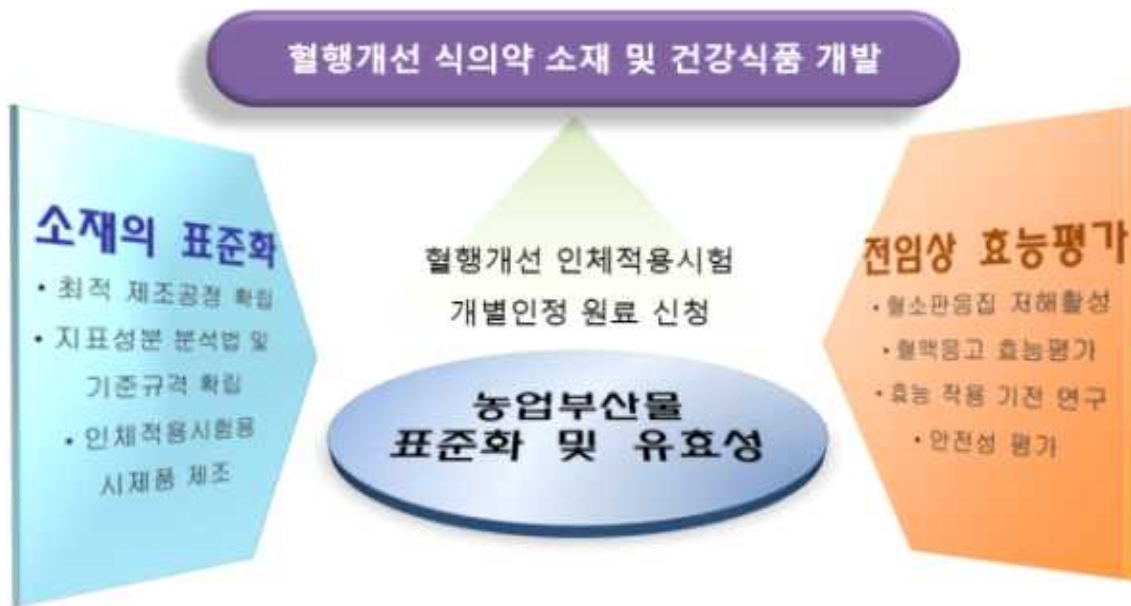 혈행개선 식의약 소재 및 건강식품 개발
소재의 표준화
• 최적 제조공정 확립
• 지표성분 분석법 및
기준규격 확립
• 인체적용시험용
시제품 제조
혈행개선 인체적용시험
개별인정 원료 신청
농업부산물
표준화 및 유효성
전임상 효능평가
• 혈소판응집 저해활성
• 혈액응고 효능평가
• 효능 작용 기전 연구
• 안전성 평가